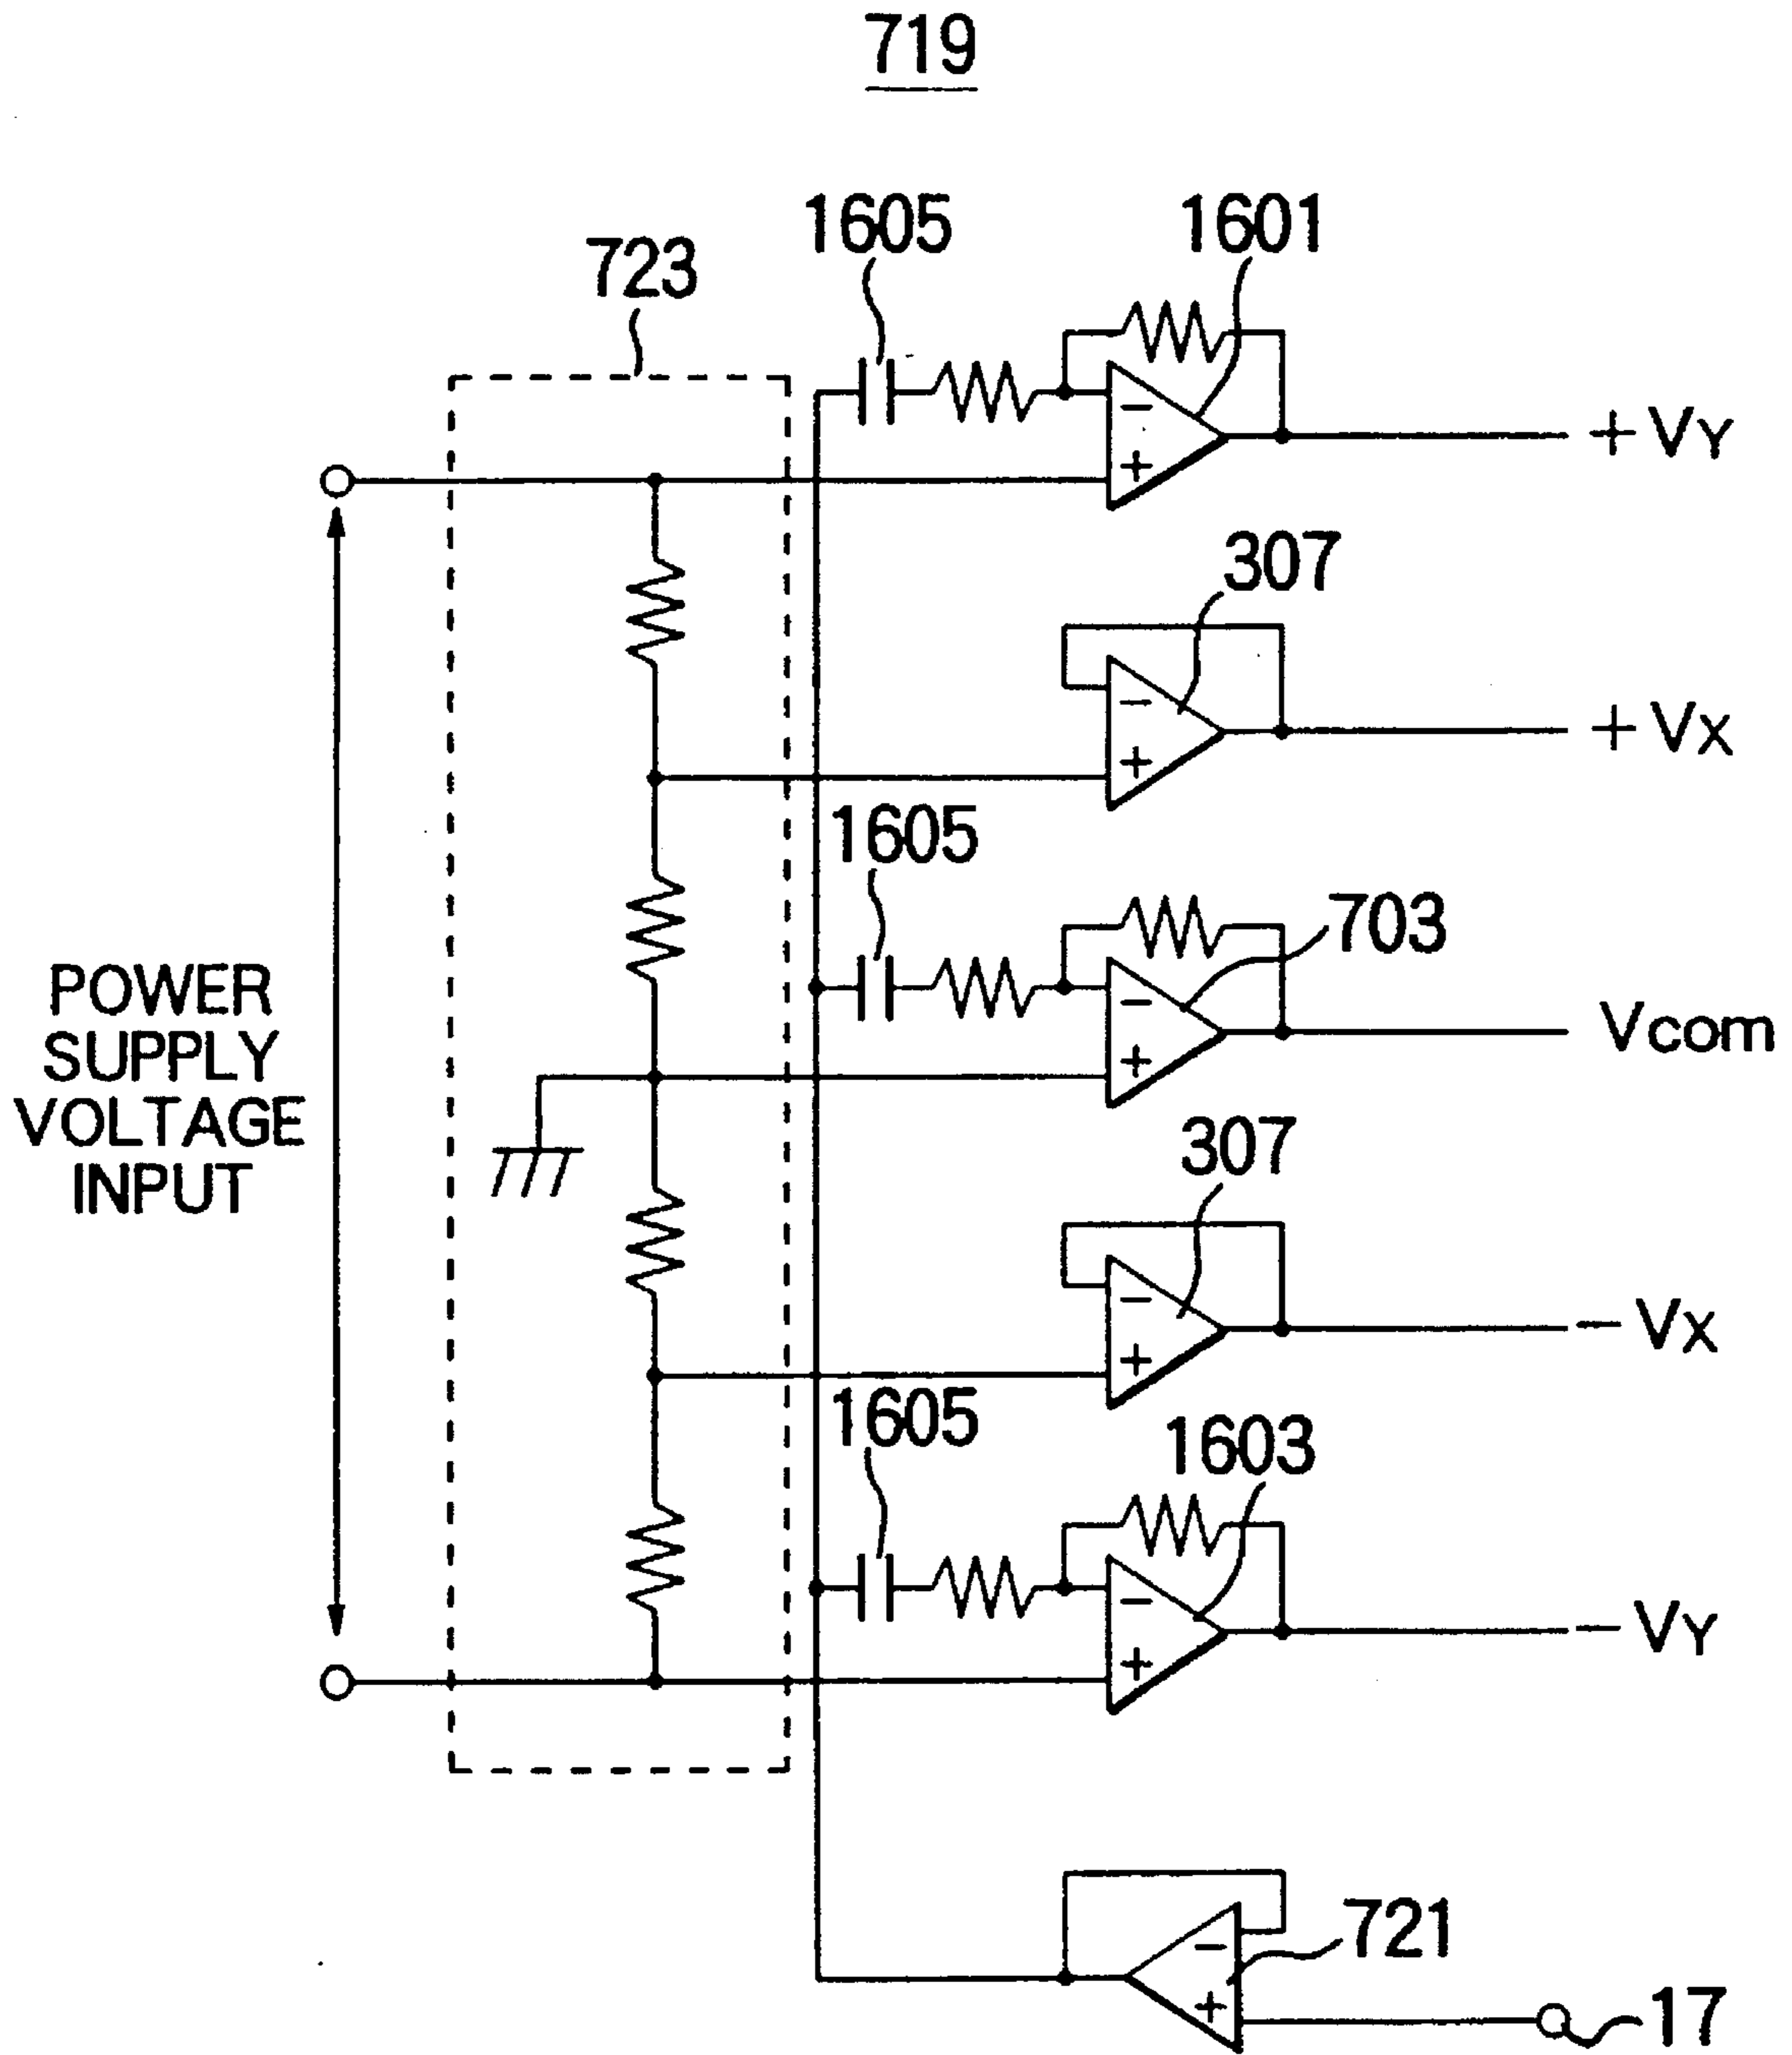 719
1605
1601
723
+ VY
307
+ VX
1605
703
POWER
SUPPLY
VOLTAGE
INPUT
Vcom
307
− VX
1605
1603
− VY
721
17